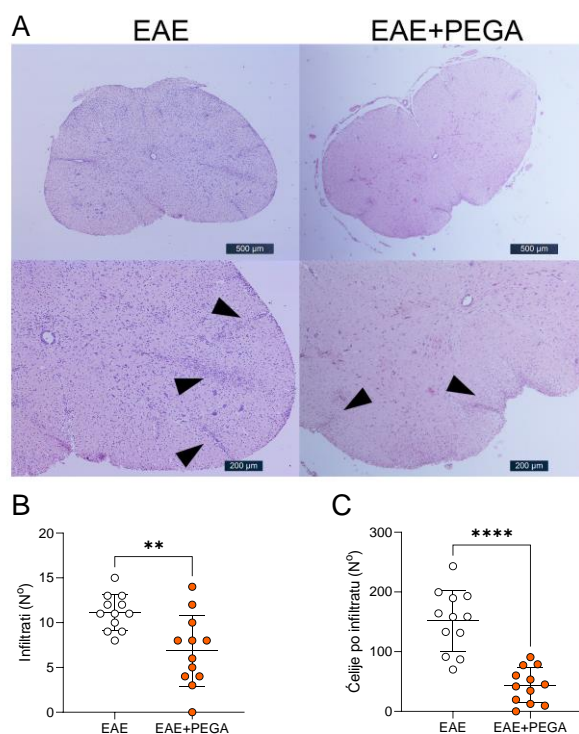 A
EAE
EAE+PEGA
500 µm
500 µm
200 µm
200 µm
B
Infiltrati (Nº)
20
15
10
5
0
**
EAE
EAE+PEGA
C
Ćelije po infiltratu (Nº)
300
200
100
0
****
EAE
EAE+PEGA